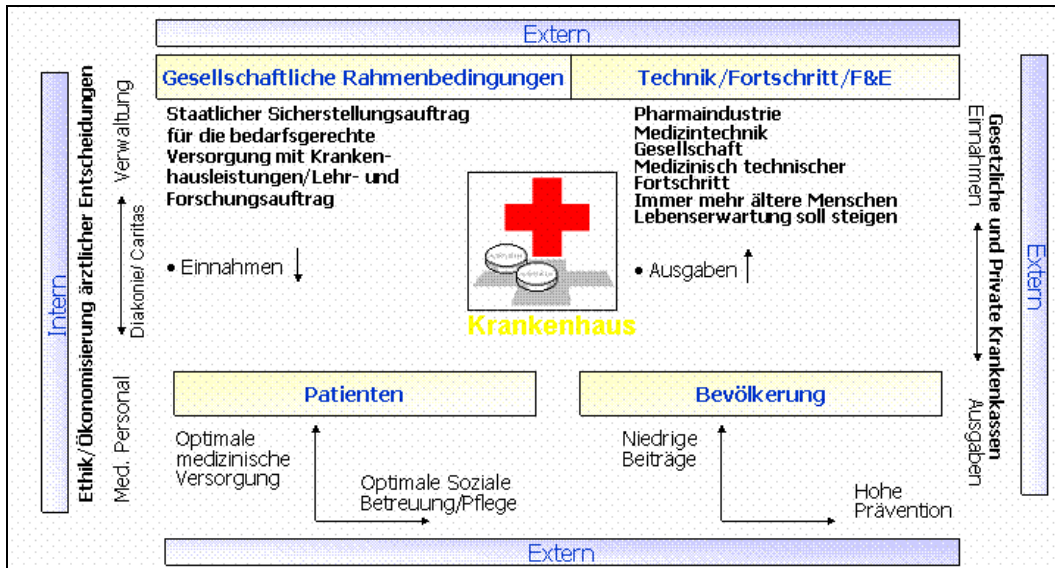 Extern
Gesellschaftliche Rahmenbedingungen
Technik/Fortschritt/F&E
Staatlicher Sicherstellungsauftrag
für die bedarfsgerechte
Versorgung mit Kranken-
hausleistungen/Lehr- und
Forschungsauftrag
Pharmaindustrie
Medizintechnik
Gesellschaft
Medizinisch technischer
Fortschritt
Immer mehr ältere Menschen
Lebenserwartung soll steigen
• Einnahmen
• Ausgaben
Krankenhaus
Intern
Ethik/Ökonomisierung ärztlicher Entscheidungen
Verwaltung
Diakonie/ Caritas
Med. Personal
Einnahmen
Ausgaben
Gesetzliche und Private Krankenkassen
Extern
Patienten
Bevölkerung
Optimale
medizinische
Versorgung
Optimale Soziale
Betreuung/Pflege
Niedrige
Beiträge
Hohe
Prävention
Extern